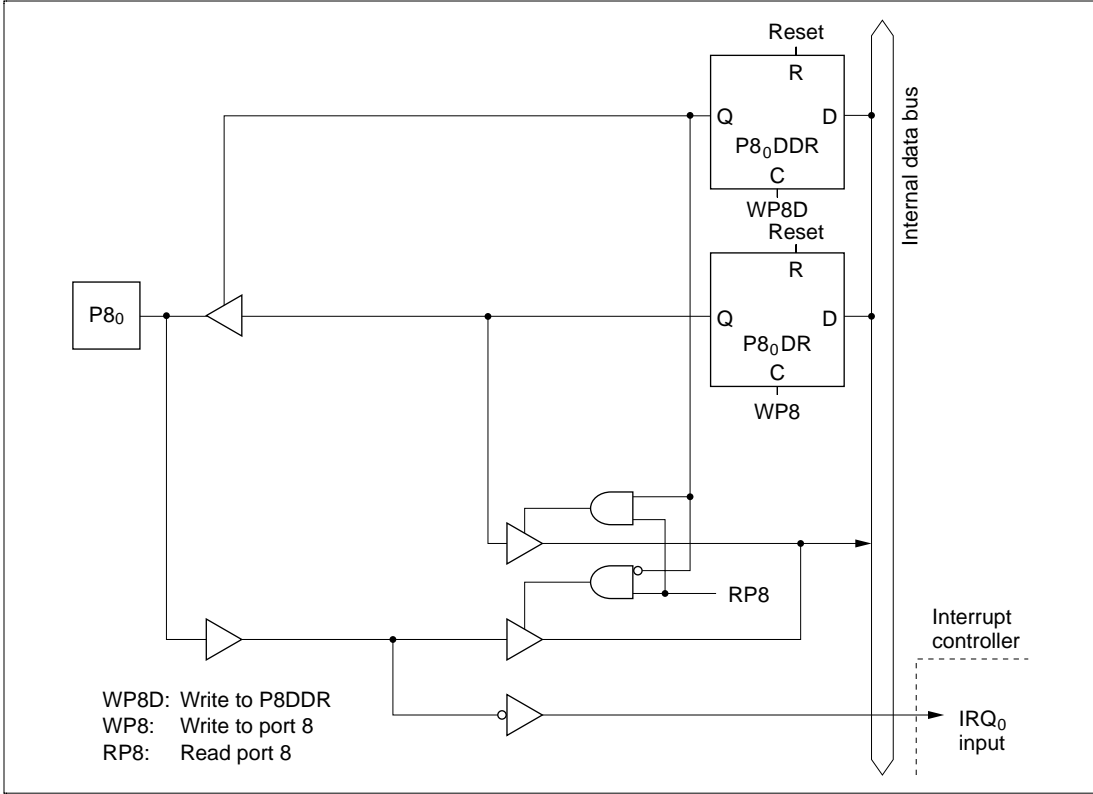 Reset
R
Q
D
P8₀DDR
C
WP8D
Internal data bus
Reset
R
P8₀
Q
D
P8₀DR
C
WP8
RP8
Interrupt
controller
WP8D: Write to P8DDR
WP8: Write to port 8
RP8: Read port 8
IRQ₀
input